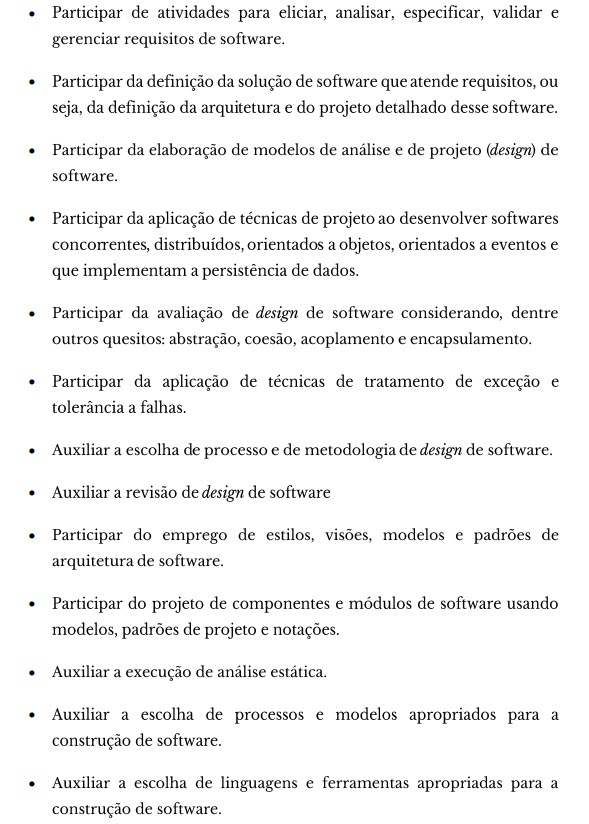 • Participar de atividades para eliciar, analisar, especificar, validar e
gerenciar requisitos de software.
• Participar da definição da solução de software que atende requisitos, ou
seja, da definição da arquitetura e do projeto detalhado desse software.
• Participar da elaboração de modelos de análise e de projeto (design) de
software.
• Participar da aplicação de técnicas de projeto ao desenvolver softwares
concorrentes, distribuídos, orientados a objetos, orientados a eventos e
que implementam a persistência de dados.
• Participar da avaliação de design de software considerando, dentre
outros quesitos: abstração, coesão, acoplamento e encapsulamento.
• Participar da aplicação de técnicas de tratamento de exceção e
tolerância a falhas.
• Auxiliar a escolha de processo e de metodologia de design de software.
• Auxiliar a revisão de design de software
• Participar do emprego de estilos, visões, modelos e padrões de
arquitetura de software.
• Participar do projeto de componentes e módulos de software usando
modelos, padrões de projeto e notações.
• Auxiliar a execução de análise estática.
• Auxiliar a escolha de processos e modelos apropriados para a
construção de software.
• Auxiliar a escolha de linguagens e ferramentas apropriadas para a
construção de software.